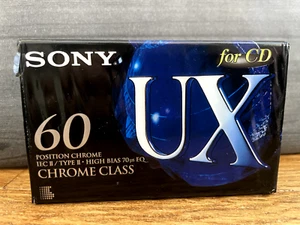 SONY
for CD
UX
60
POSITION CHROME
IEC II / TYPE II • HIGH BIAS 70μs EQ
CHROME CLASS